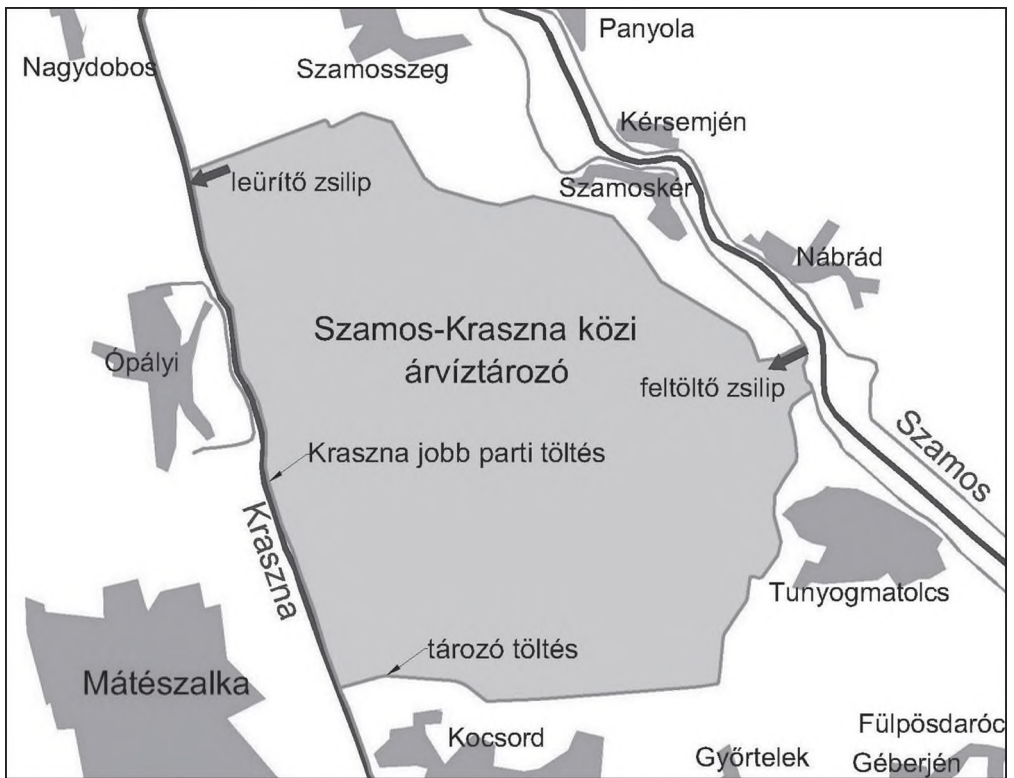 Panyola
Nagydobos
Szamosszeg
Kérsemjén
leürítő zsilip
Szamoskér
Nábrád
Szamos-Kraszna közi
árvíztározó
Ópályi
feltöltő zsilip
Szamos
Kraszna jobb parti töltés
Kraszna
Tunyogmatolcs
tározó töltés
Mátészalka
Kocsord
Fülpösdaróc
Győrtelek
Géberjén